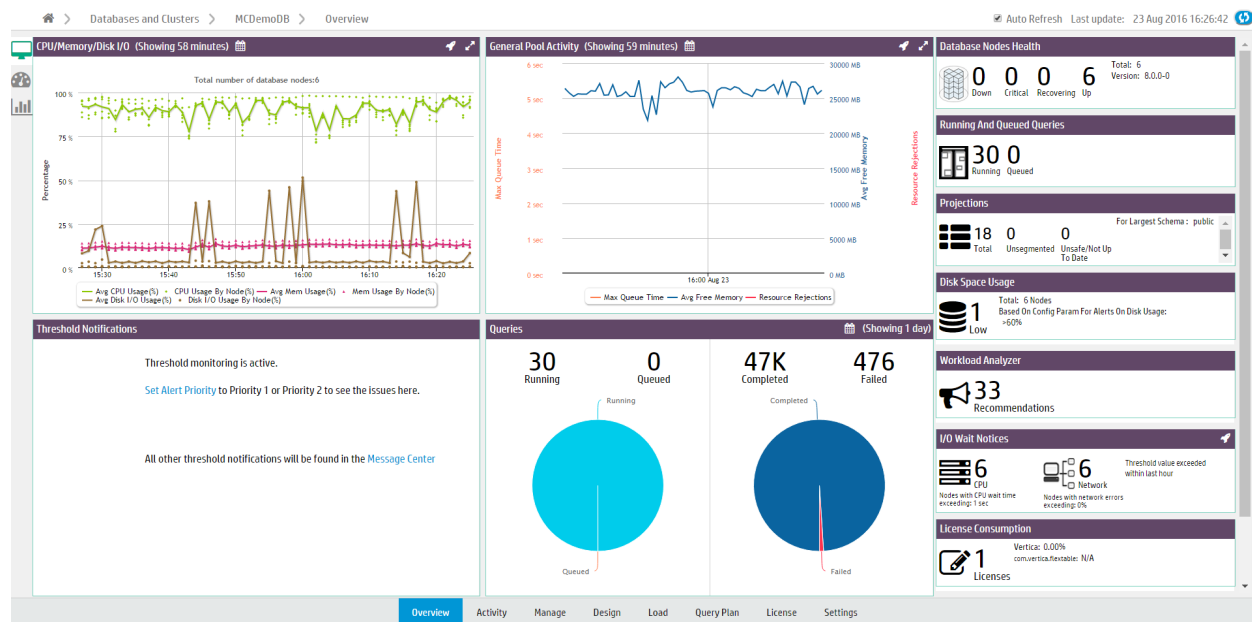 > Databases and Clusters > MCDemoDB > Overview
Auto Refresh Last update: 23 Aug 2016 16:26:42
CPU/Memory/Disk I/O (Showing 58 minutes)
Total number of database nodes:6
100 %
75 %
50 %
25 %
0 %
Percentage
15:30 15:40 15:50 16:00 16:10 16:20
Avg CPU Usage(%) CPU Usage By Node(%) Avg Mem Usage(%) Mem Usage By Node(%)
Avg Disk I/O Usage(%) Disk I/O Usage By Node(%)
General Pool Activity (Showing 59 minutes)
6 sec
5 sec
4 sec
3 sec
2 sec
1 sec
0 sec
Max Queue Time
30000 MB
25000 MB
20000 MB
15000 MB
10000 MB
5000 MB
0 MB
Avg Free Memory
Resource Rejections
16:00 Aug 23
Max Queue Time Avg Free Memory Resource Rejections
Database Nodes Health
0 0 0 6
Down Critical Recovering Up
Total: 6
Version: 8.0.0-0
Running And Queued Queries
30 0
Running Queued
Projections
For Largest Schema : public
18 0 0
Total Unsegmented Unsafe/Not Up
To Date
Disk Space Usage
1
Low
Total: 6 Nodes
Based On Config Param For Alerts On Disk Usage:
>60%
Workload Analyzer
33
Recommendations
I/O Wait Notices
6
CPU
Nodes with CPU wait time
exceeding: 1 sec
6
Network
Nodes with network errors
exceeding: 0%
Threshold value exceeded
within last hour
License Consumption
1
Licenses
Vertica: 0.00%
com.vertica.flextable: N/A
Threshold Notifications
Threshold monitoring is active.
Set Alert Priority to Priority 1 or Priority 2 to see the issues here.
All other threshold notifications will be found in the Message Center
Queries
(Showing 1 day)
30 0 47K 476
Running Queued Completed Failed
Running
Queued
Completed
Failed
Overview Activity Manage Design Load Query Plan License Settings